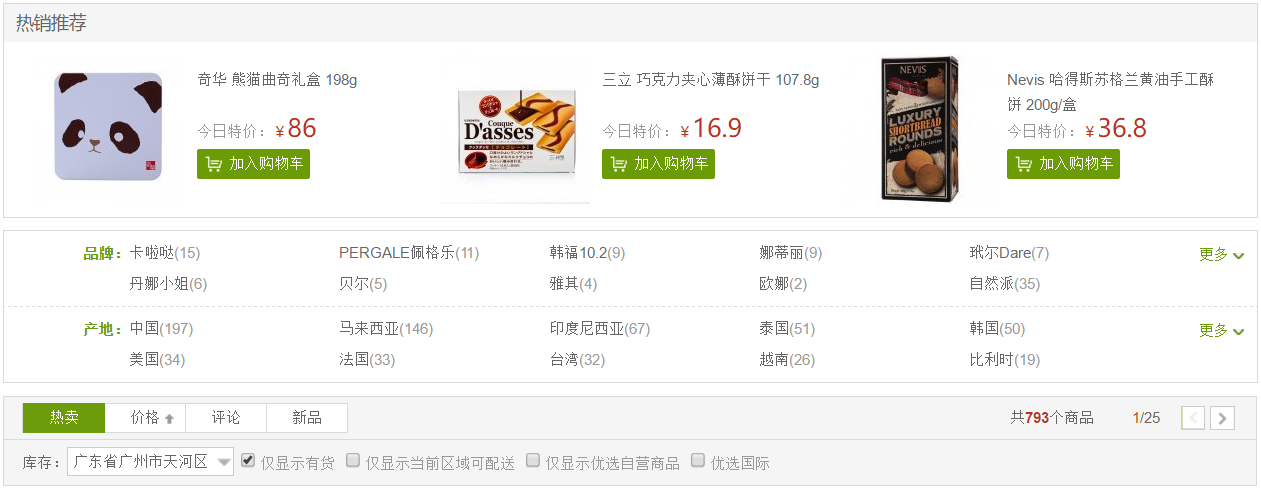 热销推荐
奇华 熊猫曲奇礼盒 198g
今日特价：¥ 86
加入购物车
Couque
D'asses
三立 巧克力夹心薄酥饼干 107.8g
今日特价：¥ 16.9
加入购物车
NEVIS
LUXURY
SHORTBREAD
ROUNDS
rich & delicious
Nevis 哈得斯苏格兰黄油手工酥
饼 200g/盒
今日特价：¥ 36.8
加入购物车
品牌：卡啦哒(15) PERGALE佩格乐(11) 韩福10.2(9) 娜蒂丽(9) 玳尔Dare(7) 更多
丹娜小姐(6) 贝尔(5) 雅其(4) 欧娜(2) 自然派(35)
产地：中国(197) 马来西亚(146) 印度尼西亚(67) 泰国(51) 韩国(50) 更多
美国(34) 法国(33) 台湾(32) 越南(26) 比利时(19)
热卖 价格 评论 新品 共793个商品 1/25
库存：广东省广州市天河区 仅显示有货 仅显示当前区域可配送 仅显示优选自营商品 优选国际